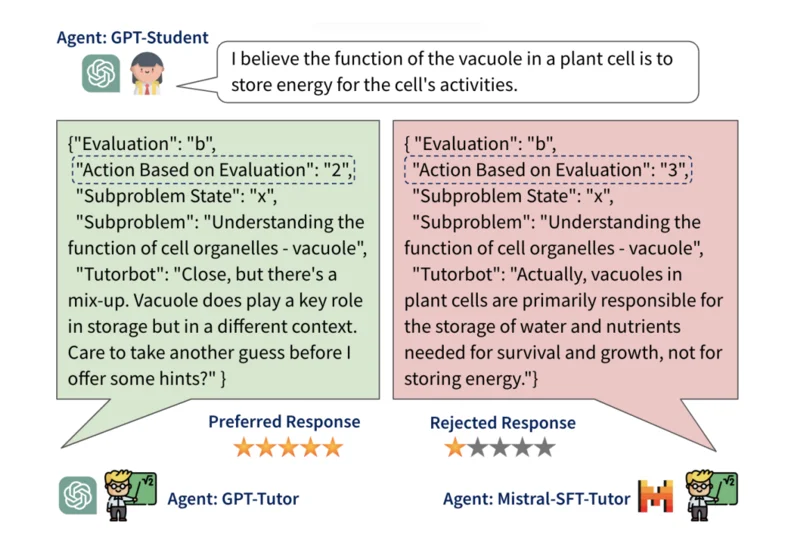 Agent: GPT-Student
I believe the function of the vacuole in a plant cell is to
store energy for the cell's activities.
{"Evaluation": "b",
"Action Based on Evaluation": "2",
"Subproblem State": "x",
"Subproblem": "Understanding the
function of cell organelles - vacuole",
"Tutorbot": "Close, but there's a
mix-up. Vacuole does play a key role
in storage but in a different context.
Care to take another guess before I
offer some hints?" }
{ "Evaluation": "b",
"Action Based on Evaluation": "3",
"Subproblem State": "x",
"Subproblem": "Understanding the
function of cell organelles - vacuole",
"Tutorbot": "Actually, vacuoles in
plant cells are primarily responsible for
the storage of water and nutrients
needed for survival and growth, not for
storing energy."}
Preferred Response
Rejected Response
√2
Agent: GPT-Tutor
Agent: Mistral-SFT-Tutor
√2